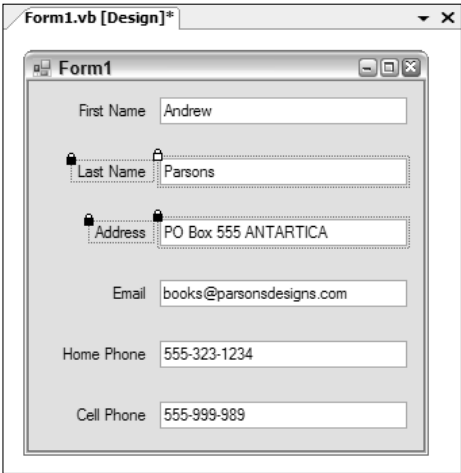 Form1.vb [Design]*
Form1
First Name Andrew
Last Name Parsons
Address PO Box 555 ANTARTICA
Email books@parsonsdesigns.com
Home Phone 555-323-1234
Cell Phone 555-999-989